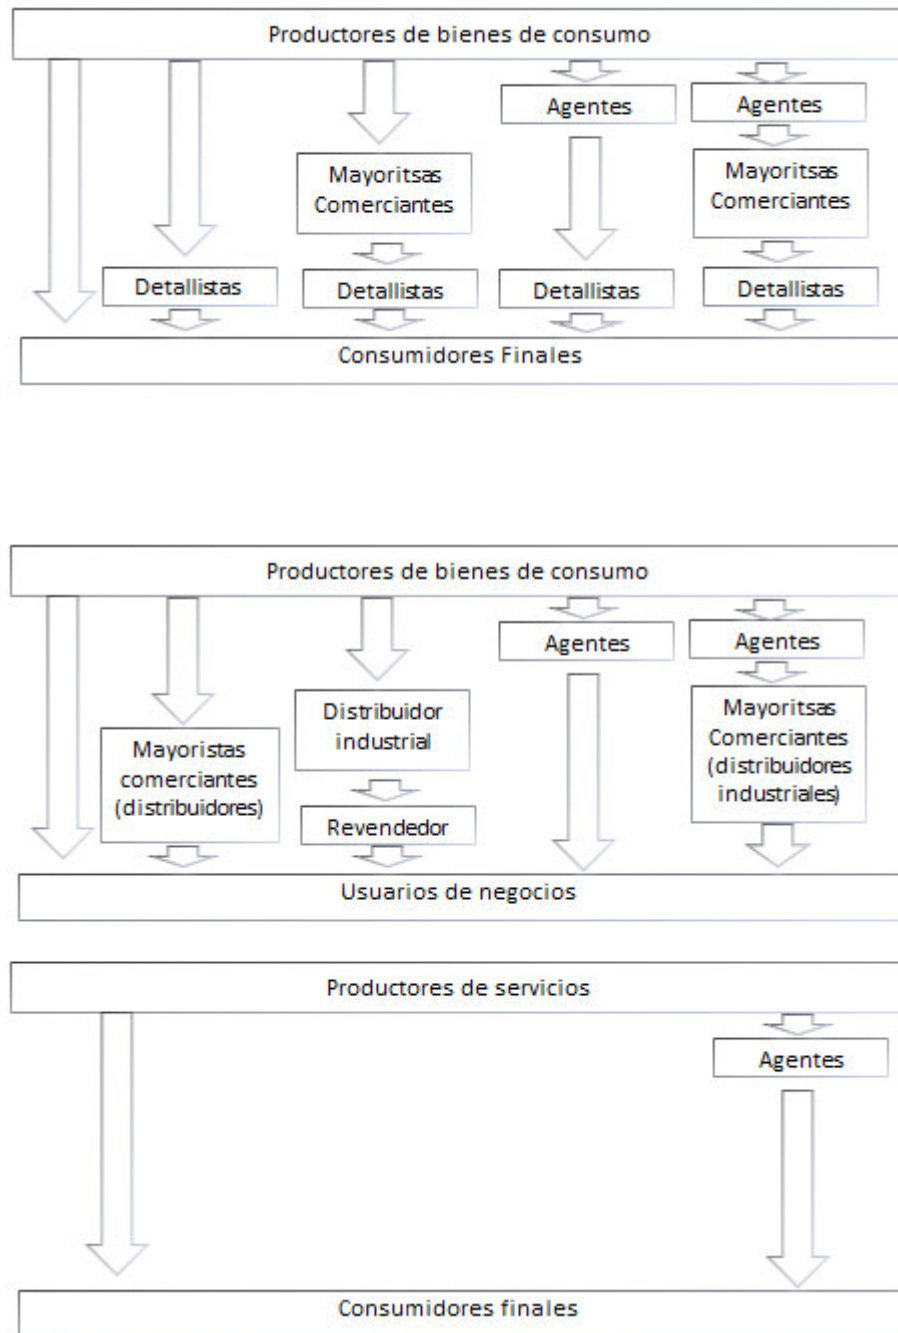 Productores de bienes de consumo
Agentes
Agentes
Mayoritsas
Comerciantes
Mayoritsas
Comerciantes
Detallistas
Detallistas
Detallistas
Detallistas
Consumidores Finales
Productores de bienes de consumo
Agentes
Agentes
Mayoristas
comerciantes
(distribuidores)
Distribuidor
industrial
Revendedor
Mayoritsas
Comerciantes
(distribuidores
industriales)
Usuarios de negocios
Productores de servicios
Agentes
Consumidores finales